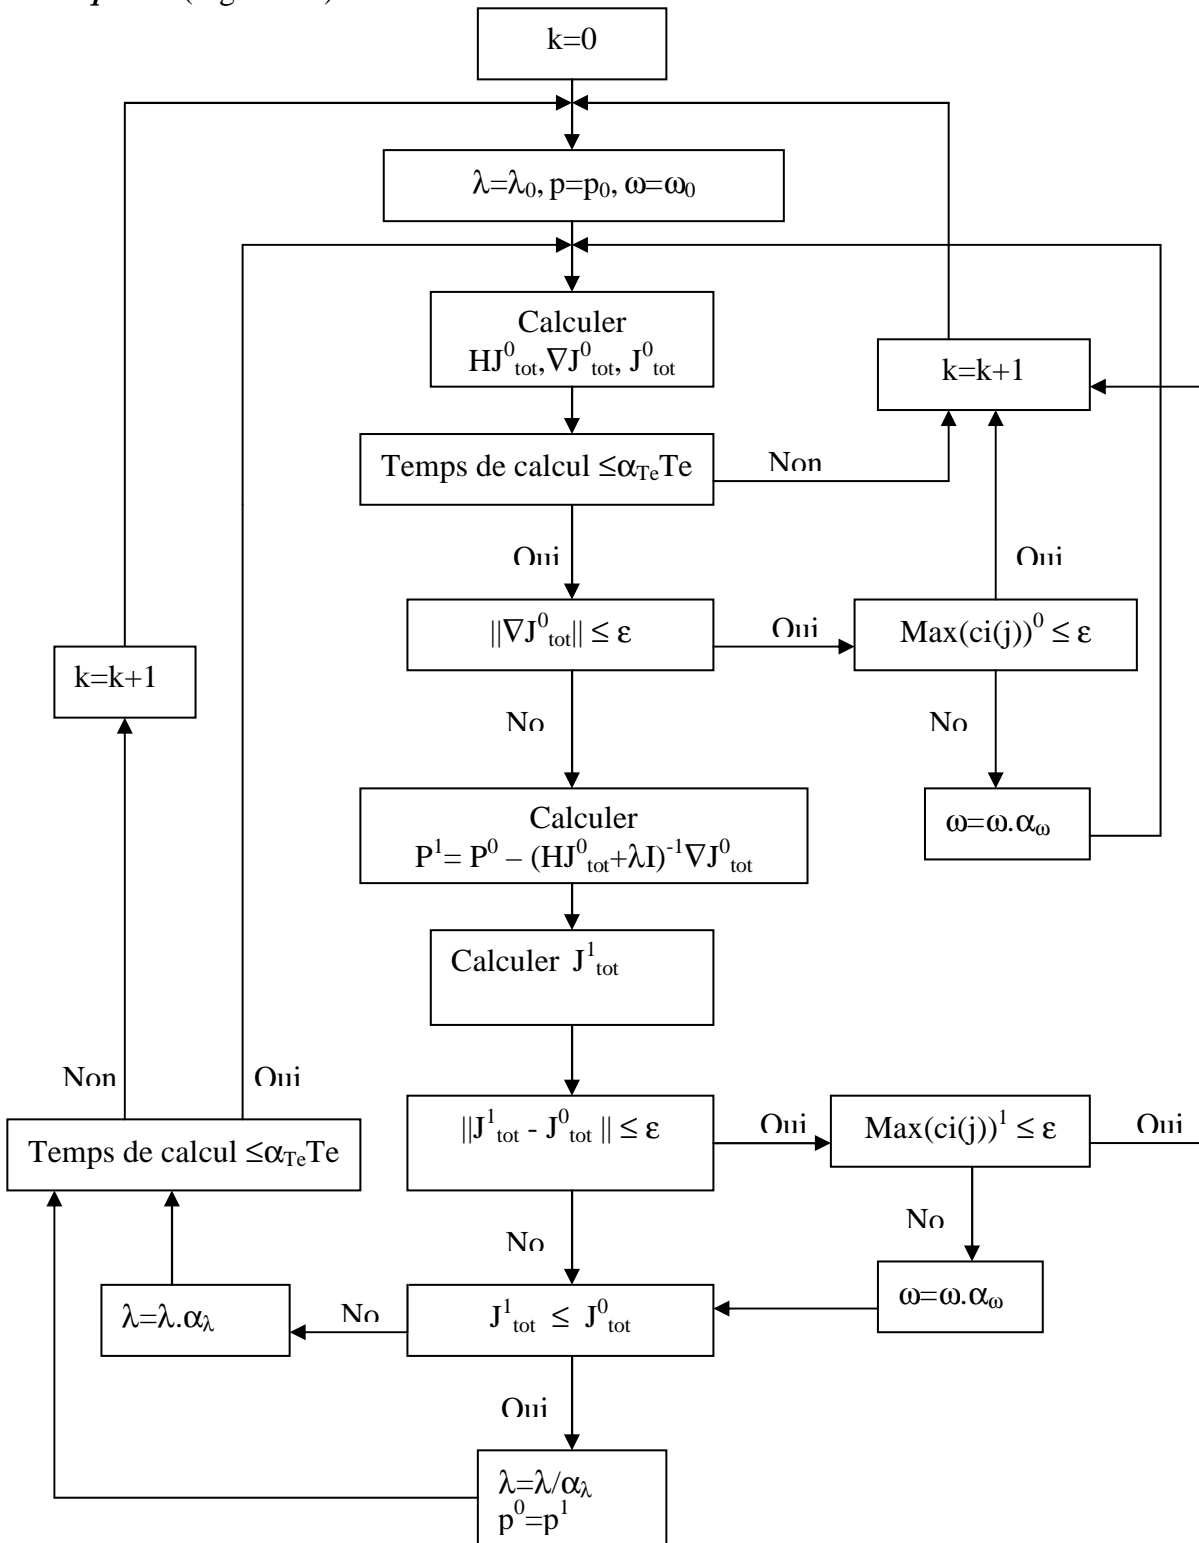 k=0
λ=λ₀, p=p₀, ω=ω₀
Calculer
HJ⁰tot,∇J⁰tot, J⁰tot
k=k+1
Temps de calcul ≤αTeTe
Non
Oui
Oui
||∇J⁰tot|| ≤ ε
Oui
Max(ci(j))⁰ ≤ ε
k=k+1
No
No
Calculer
P¹= P⁰ – (HJ⁰tot+λI)⁻¹∇J⁰tot
ω=ω.αω
Calculer J¹tot
Non
Oui
||J¹tot - J⁰tot || ≤ ε
Oui
Max(ci(j))¹ ≤ ε
Oui
Temps de calcul ≤αTeTe
No
No
λ=λ.αλ
No
J¹tot ≤ J⁰tot
ω=ω.αω
Oui
λ=λ/αλ
p⁰=p¹